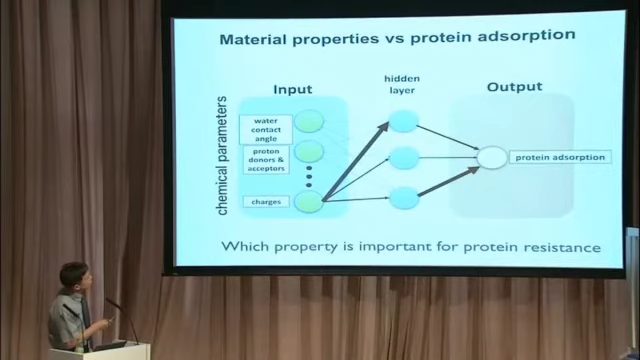 Material properties vs protein adsorption
Input
hidden
layer
Output
chemical parameters
water
contact
angle
proton
donors &
acceptors
charges
protein adsorption
Which property is important for protein resistance